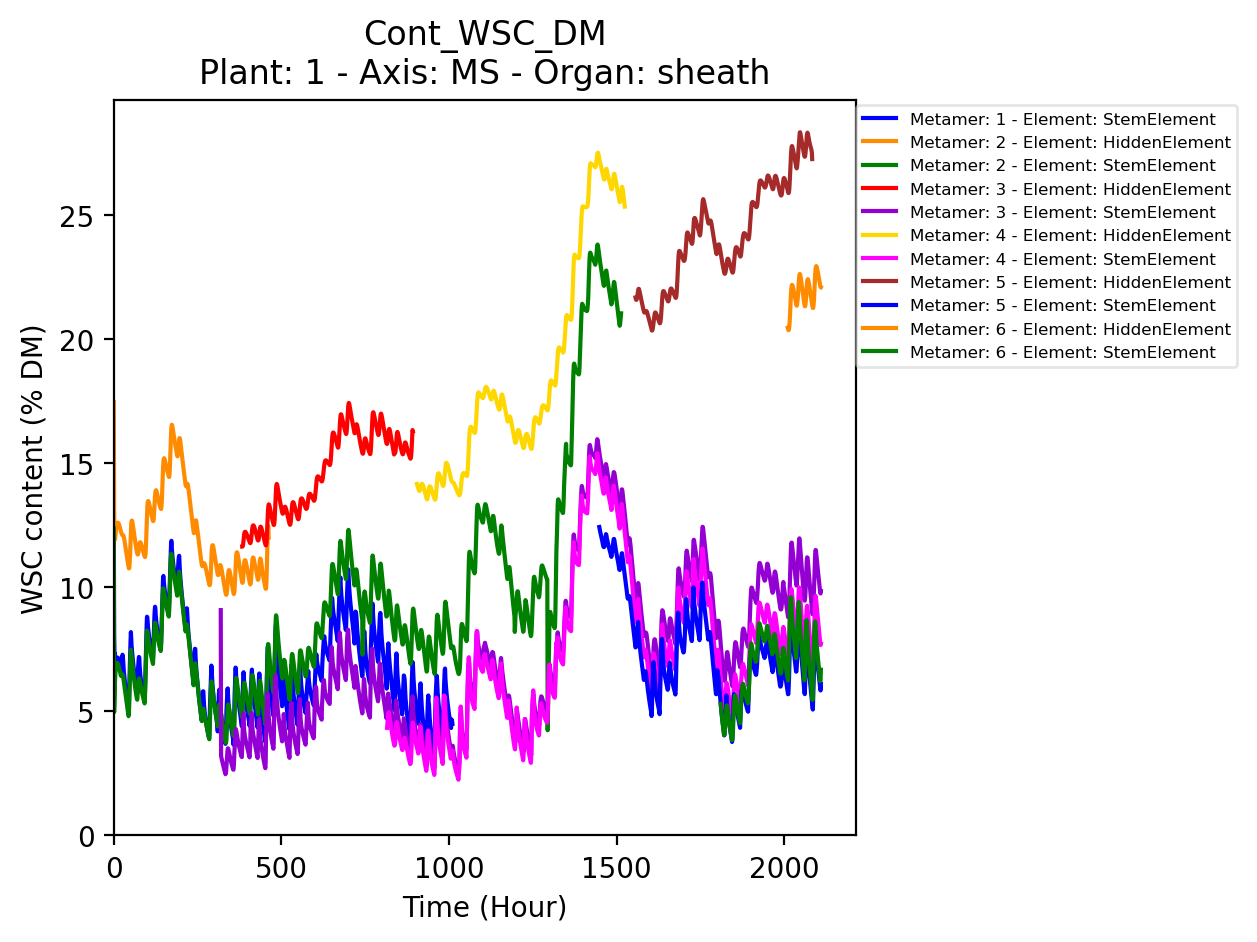 Cont_WSC_DM
Plant: 1 - Axis: MS - Organ: sheath
Metamer: 1 - Element: StemElement
Metamer: 2 - Element: HiddenElement
Metamer: 2 - Element: StemElement
Metamer: 3 - Element: HiddenElement
Metamer: 3 - Element: StemElement
Metamer: 4 - Element: HiddenElement
Metamer: 4 - Element: StemElement
Metamer: 5 - Element: HiddenElement
Metamer: 5 - Element: StemElement
Metamer: 6 - Element: HiddenElement
Metamer: 6 - Element: StemElement
WSC content (% DM)
25
20
15
10
5
0
0 500 1000 1500 2000
Time (Hour)